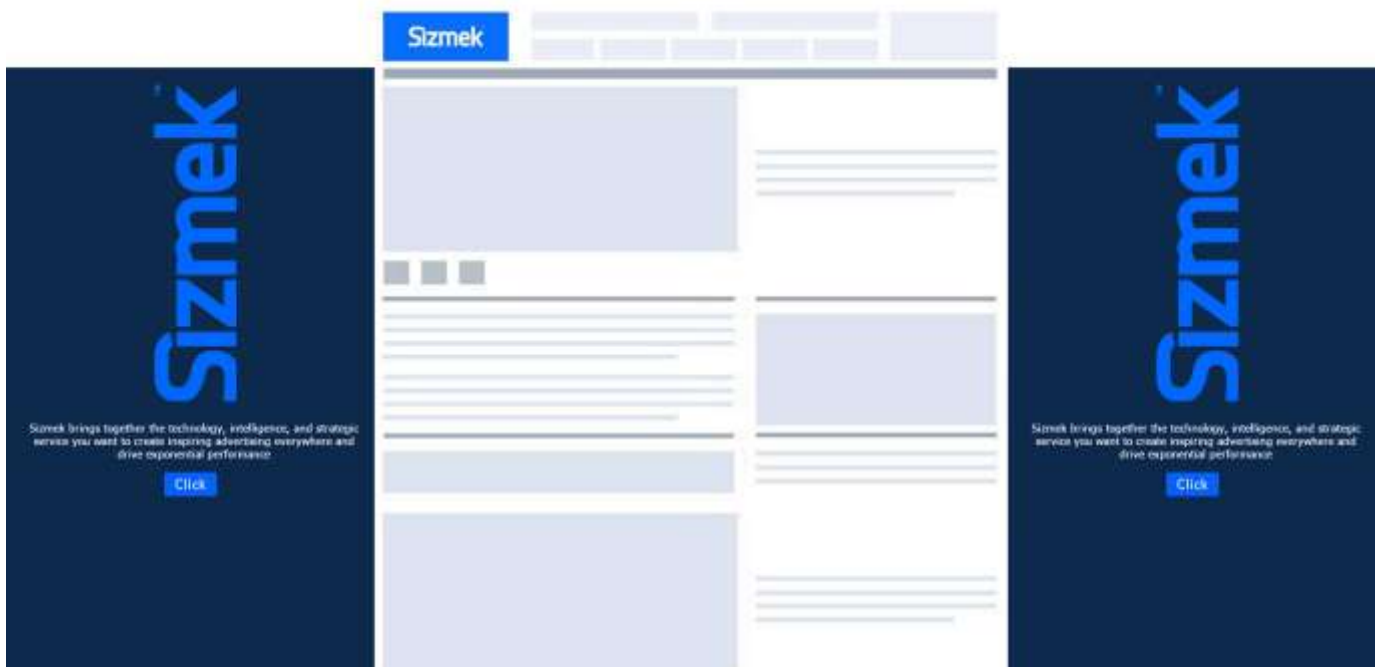 Sizmek
Sizmek
Sizmek brings together the technology, intelligence, and strategic
service you want to create inspiring advertising everywhere and
drive exponential performance
Click
Sizmek
Sizmek brings together the technology, intelligence, and strategic
service you want to create inspiring advertising everywhere and
drive exponential performance
Click